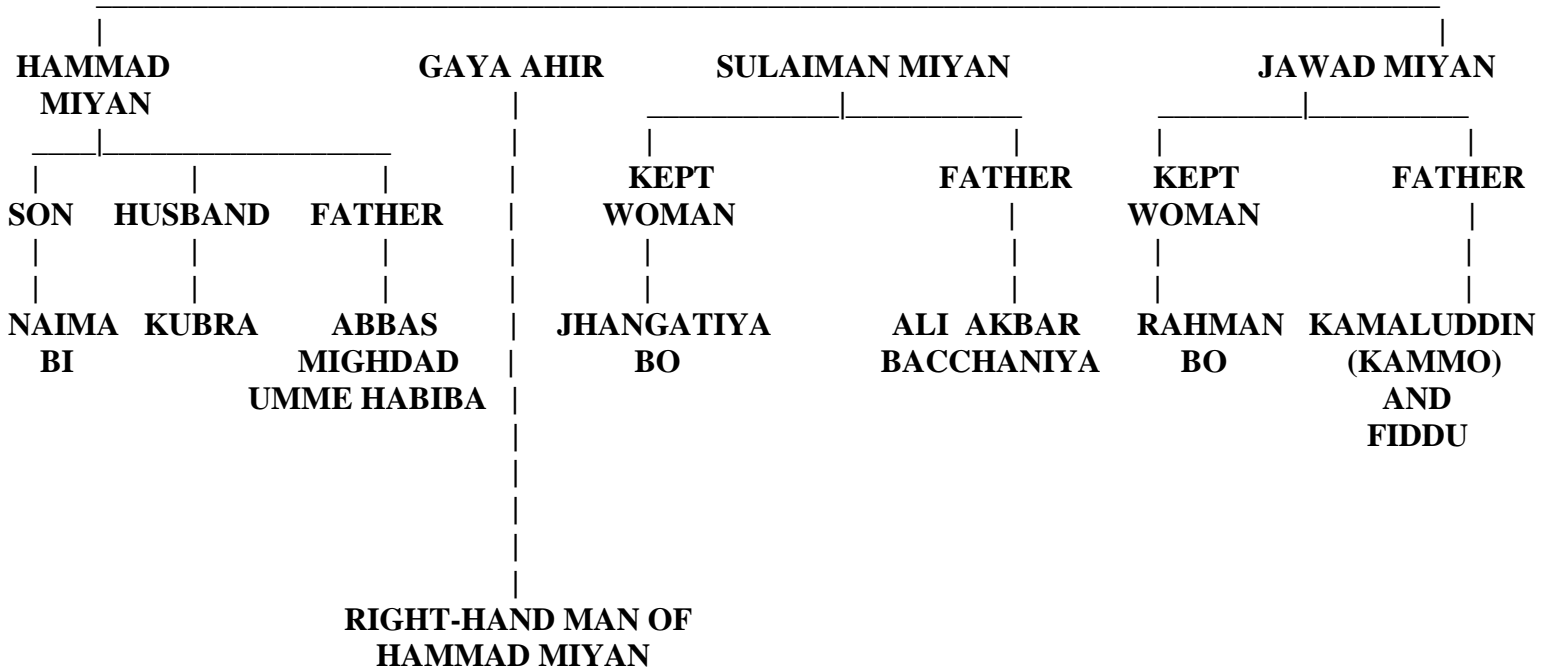 HAMMAD GAYA AHIR SULAIMAN MIYAN JAWAD MIYAN
MIYAN
KEPT FATHER KEPT FATHER
SON HUSBAND FATHER WOMAN WOMAN
NAIMA KUBRA ABBAS JHANGATIYA ALI AKBAR RAHMAN KAMALUDDIN
BI MIGHDAD BO BACCHANIYA BO (KAMMO)
UMME HABIBA AND
FIDDU
RIGHT-HAND MAN OF
HAMMAD MIYAN